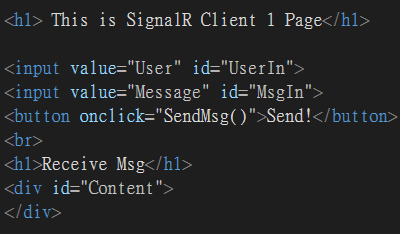 <h1> This is SignalR Client 1 Page</h1>
<input value="User" id="UserIn">
<input value="Message" id="MsgIn">
<button onclick="SendMsg()">Send!</button>
<br>
<h1>Receive Msg</h1>
<div id="Content">
</div>